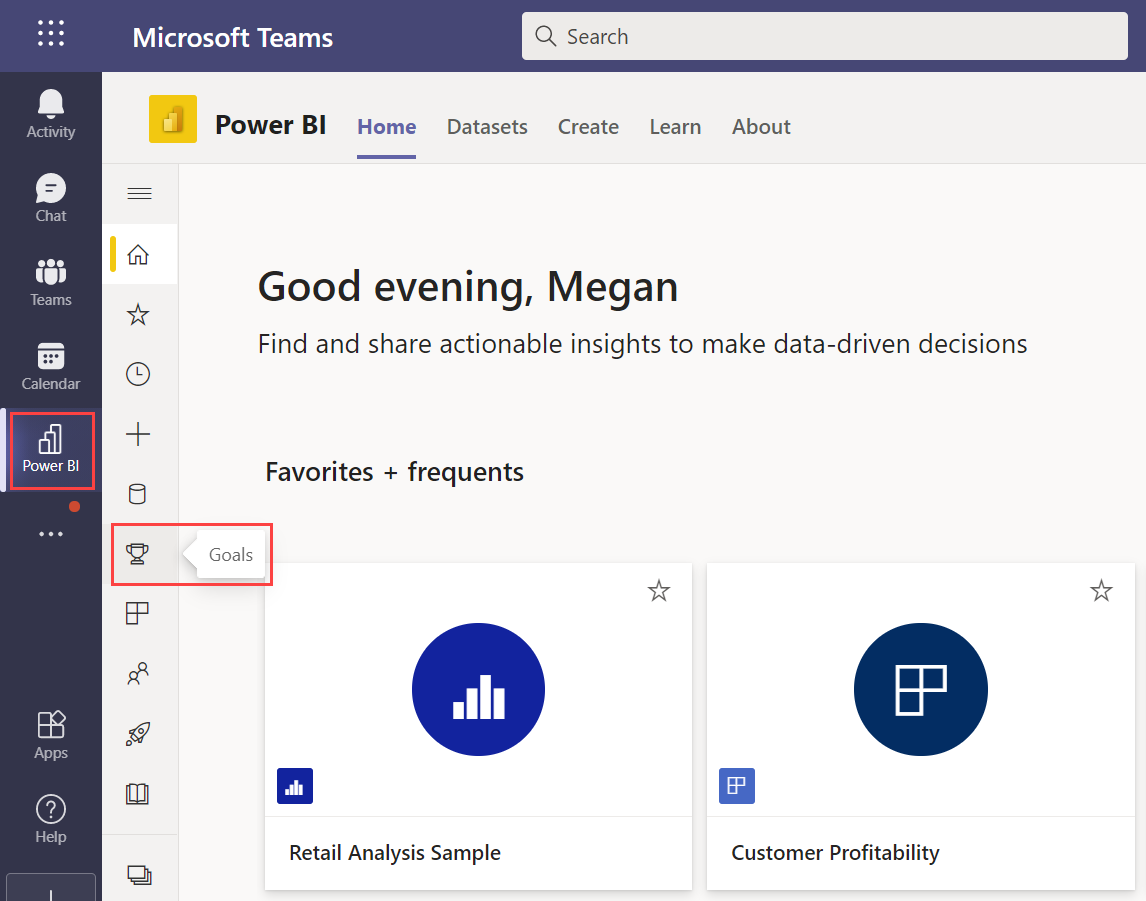 Microsoft Teams
Search
Activity
Chat
Teams
Calendar
Power BI
Apps
Help
Power BI
Home
Datasets
Create
Learn
About
Good evening, Megan
Find and share actionable insights to make data-driven decisions
Favorites + frequents
Goals
Retail Analysis Sample
Customer Profitability